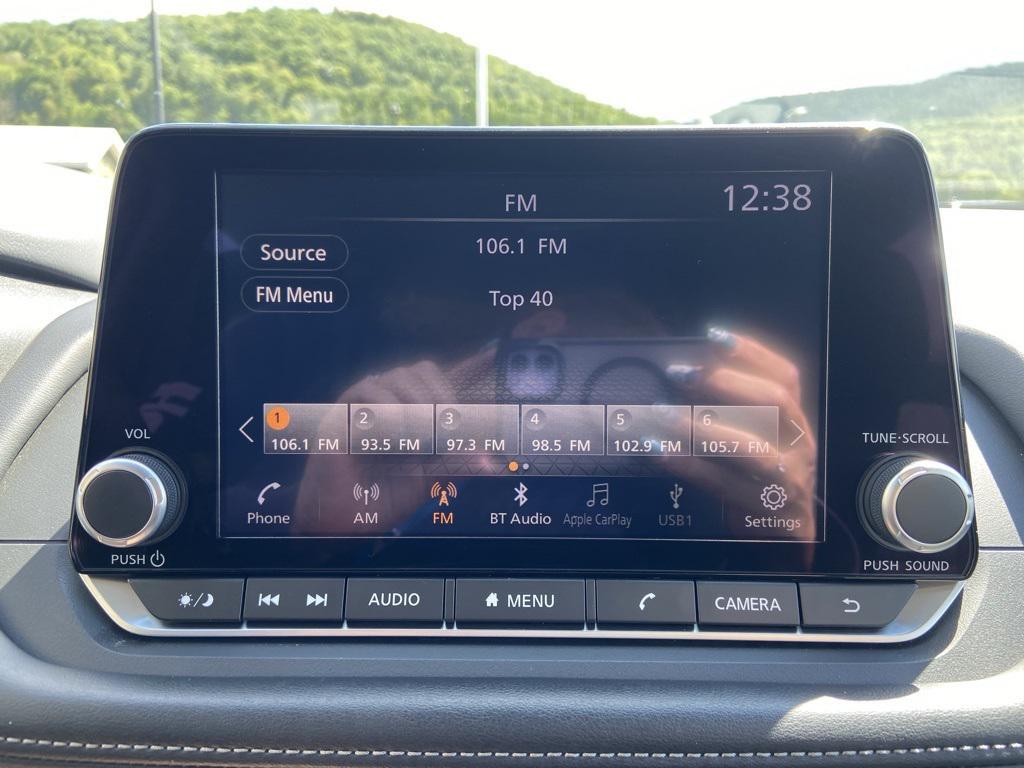 FM
12:38
Source
106.1 FM
FM Menu
Top 40
1 2 3 4 5 6
106.1 FM 93.5 FM 97.3 FM 98.5 FM 102.9 FM 105.7 FM
VOL
TUNE·SCROLL
Phone AM FM BT Audio Apple CarPlay USB1 Settings
PUSH
PUSH SOUND
AUDIO MENU CAMERA